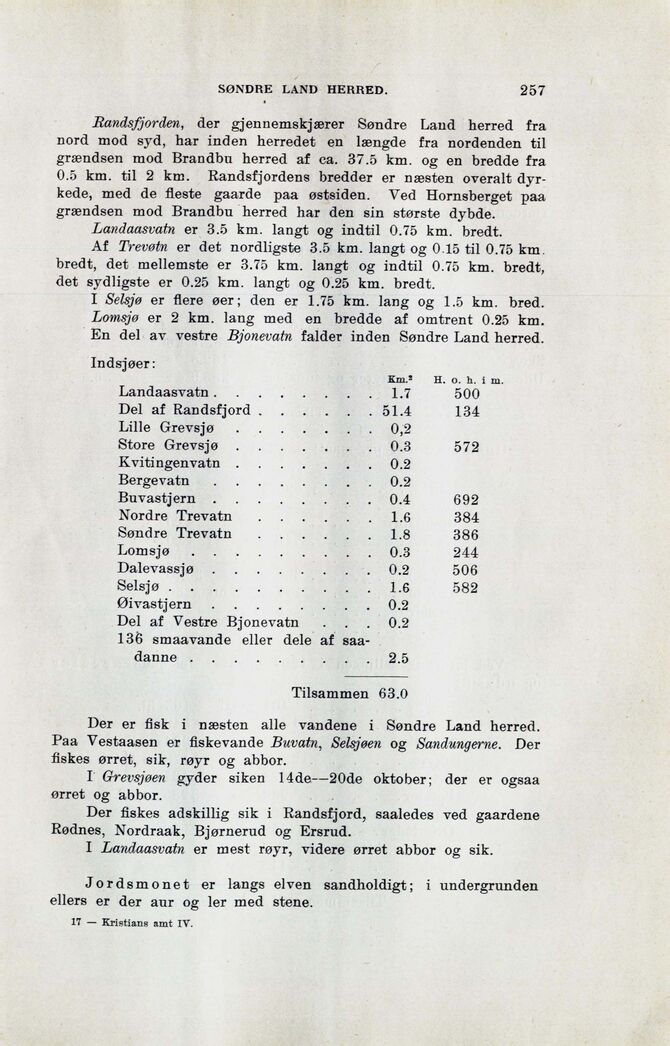 SØNDRE LAND HERRED. 257
Randsfjorden, der gjennemskjærer Søndre Land herred fra
nord mod syd, har inden herredet en længde fra nordenden til
grændsen mod Brandbu herred af ca. 37.5 km. og en bredde fra
0.5 km. til 2 km. Randsfjordens bredder er næsten overalt dyr-
kede, med de fleste gaarde paa østsiden. Ved Hornsberget paa
grændsen mod Brandbu herred har den sin største dybde.
Landaasvatn er 3.5 km. langt og indtil 0.75 km. bredt.
Af Trevøtn er det nordligste 3.5 km. langt og 0.15 til 0.75 km.
bredt, det mellemste er 3.75 km. langt og indtil 0.75 km. bredt,
det sydligste er 0.25 km. langt og 0.25 km. bredt.
I Selsjø er flere øer; den er 1.75 km. lang og 1.5 km. bred.
Lomsjø er 2 km. lang med en bredde af omtrent 0.25 km.
En del av vestre Bjonevatn falder inden Søndre Land herred.
Indsjøer:
Km.² H. o. h. i m.
Landaasvatn . . . . . . . . 1.7 500
Del af Randsfjord . . . . . . 51.4 134
Lille Grevsjø . . . . . . . 0,2
Store Grevsjø . . . . . . . 0.3 572
Kvitingenvatn . . . . . . . 0.2
Bergevatn . . . . . . . . 0.2
Buvastjern . . . . . . . . 0.4 692
Nordre Trevatn . . . . . . 1.6 384
Søndre Trevatn . . . . . . 1.8 386
Lomsjø . . . . . . . . . 0.3 244
Dalevassjø . . . . . . . . 0.2 506
Selsjø . . . . . . . . . . 1.6 582
Øivastjern . . . . . . . . 0.2
Del af Vestre Bjonevatn . . . 0.2
136 smaavande eller dele af saa-
danne . . . . . . . . . 2.5
Tilsammen 63.0
Der er fisk i næsten alle vandene i Søndre Land herred.
Paa Vestaasen er fiskevande Buvatn, Selsjøen og Sandungerne. Der
fiskes ørret, sik, røyr og abbor.
I Grevsjøen gyder siken 14de—20de oktober; der er ogsaa
ørret og abbor.
Der fiskes adskillig sik i Randsfjord, saaledes ved gaardene
Rødnes, Nordraak, Bjørnerud og Ersrud.
I Landaasvatn er mest røyr, videre ørret abbor og sik.
Jordsmonet er langs elven sandholdigt; i undergrunden
ellers er der aur og ler med stene.
17 — Kristians amt IV.